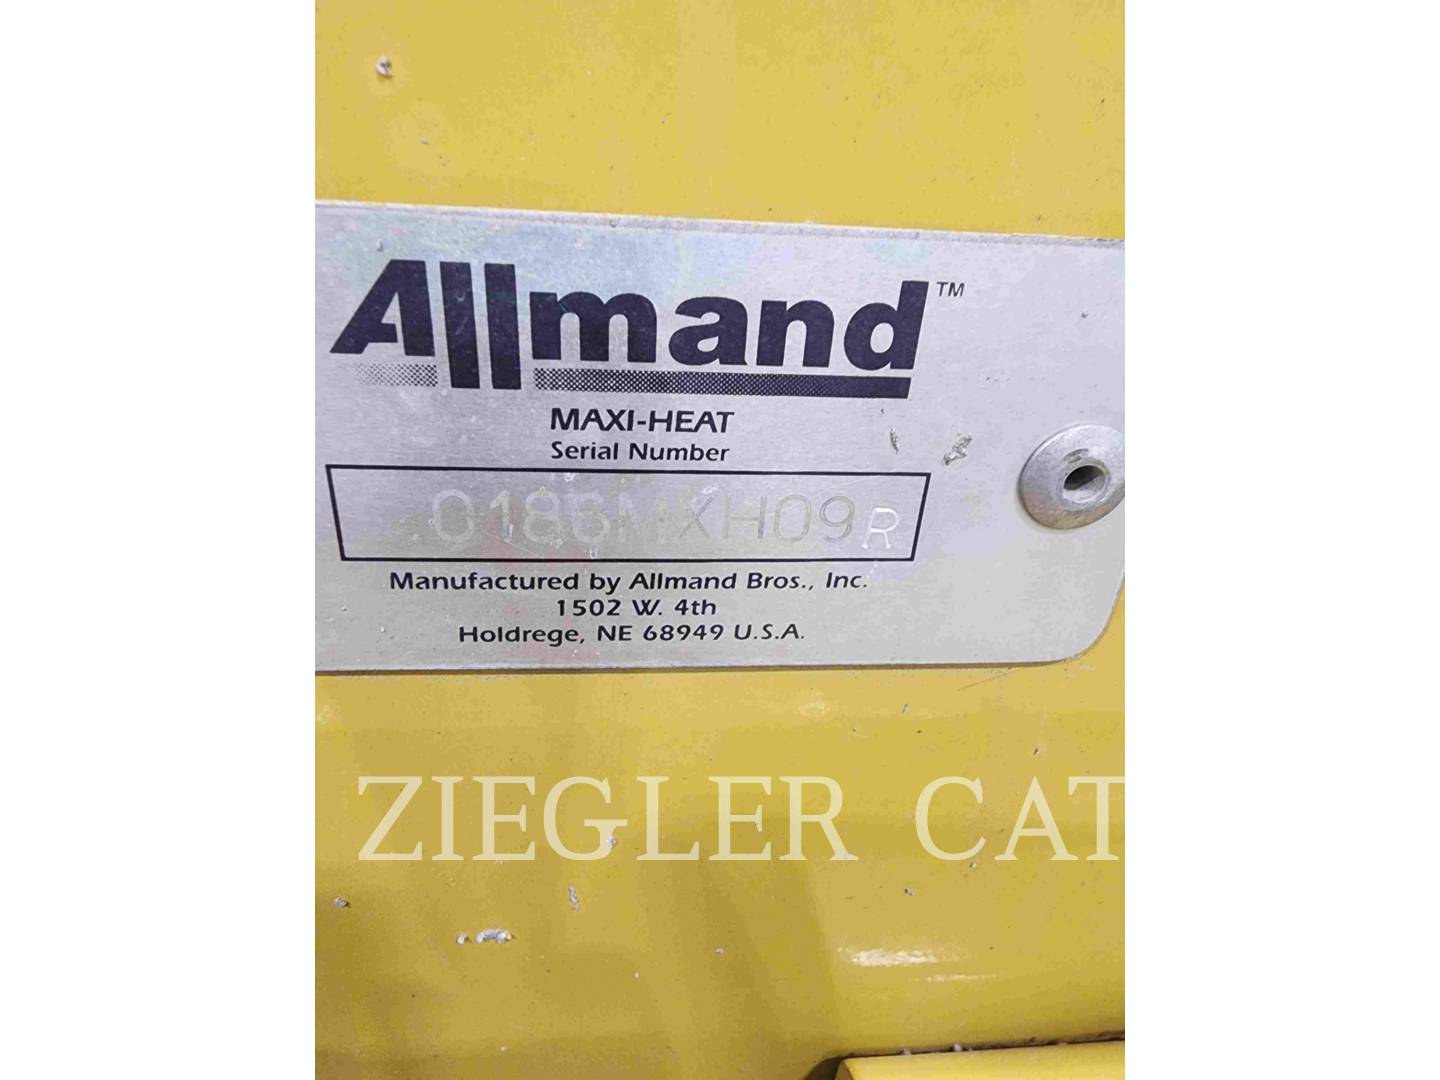 Allmand™
MAXI-HEAT
Serial Number
0186MXH09R
Manufactured by Allmand Bros., Inc.
1502 W. 4th
Holdrege, NE 68949 U.S.A.
ZIEGLER CAT